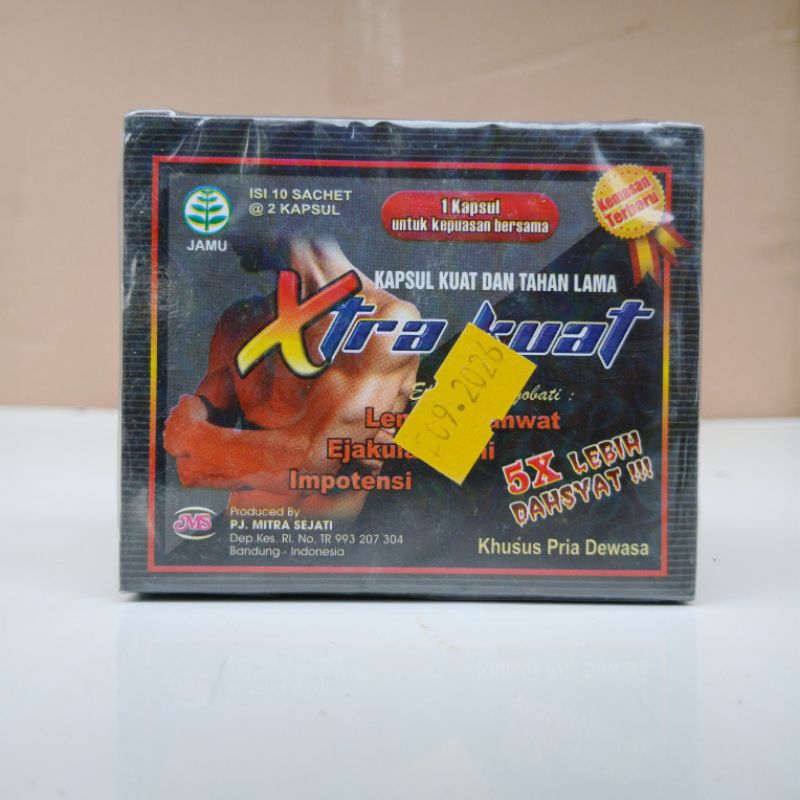 ISI 10 SACHET
@ 2 KAPSUL
JAMU
1 Kapsul
untuk kepuasan bersama
Kemasan
Terbaru
KAPSUL KUAT DAN TAHAN LAMA
Xtra kuat
Ejakula
Impotensi
09.2026
5X LEBIH
DAHSYAT !!!
JMS
Produced By
PJ. MITRA SEJATI
Dep.Kes. RI. No. TR 993 207 304
Bandung - Indonesia
Khusus Pria Dewasa